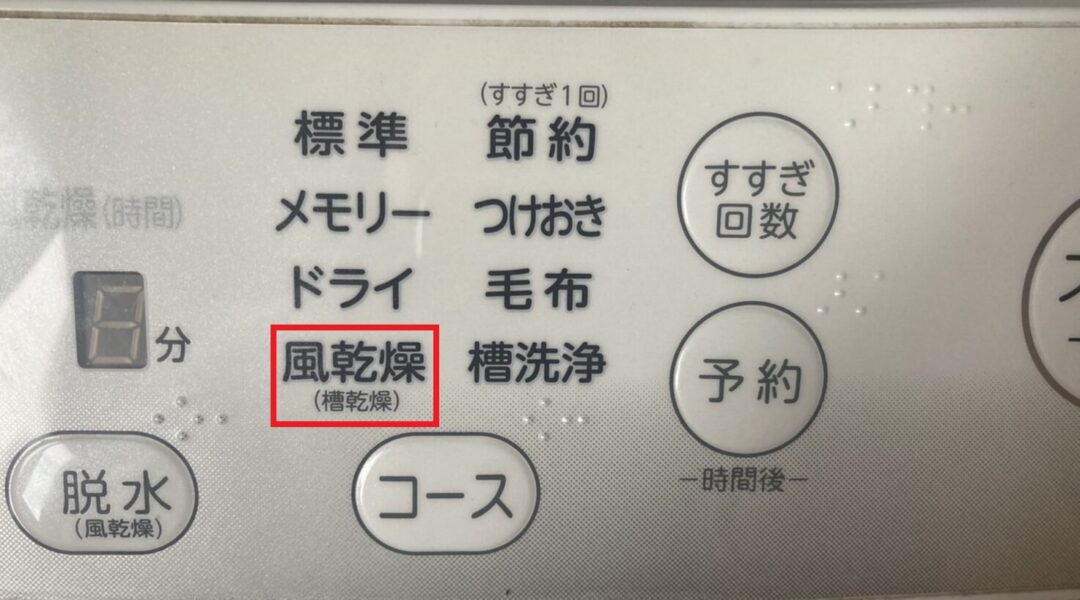 乾燥(時間)
分
脱水
(風乾燥)
標準
メモリー
ドライ
風乾燥
(槽乾燥)
(すすぎ1回)
節約
つけおき
毛布
槽洗浄
コース
すすぎ
回数
予約
－時間後－